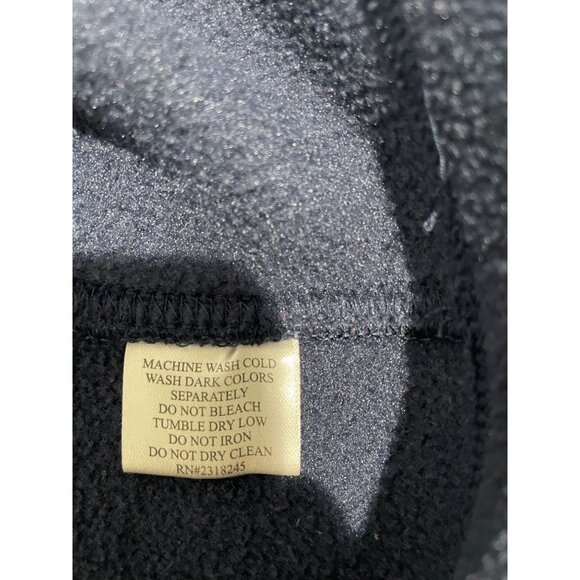 MACHINE WASH COLD
WASH DARK COLORS
SEPARATELY
DO NOT BLEACH
TUMBLE DRY LOW
DO NOT IRON
DO NOT DRY CLEAN
RN#2318245